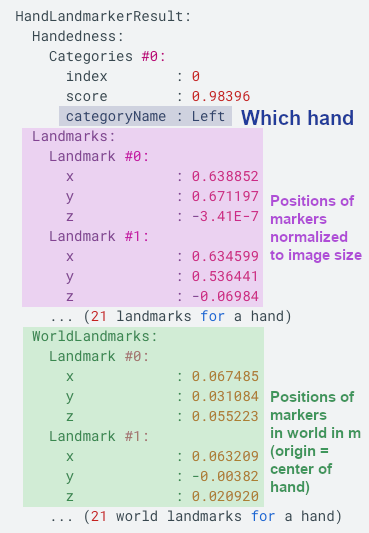 HandLandmarkerResult:
Handedness:
Categories #0:
index : 0
score : 0.98396
categoryName : Left
Which hand
Landmarks:
Landmark #0:
x : 0.638852
y : 0.671197
z : -3.41E-7
Landmark #1:
x : 0.634599
y : 0.536441
z : -0.06984
... (21 landmarks for a hand)
Positions of
markers
normalized
to image size
WorldLandmarks:
Landmark #0:
x : 0.067485
y : 0.031084
z : 0.055223
Landmark #1:
x : 0.063209
y : -0.00382
z : 0.020920
... (21 world landmarks for a hand)
Positions of
markers
in world in m
(origin =
center of
hand)